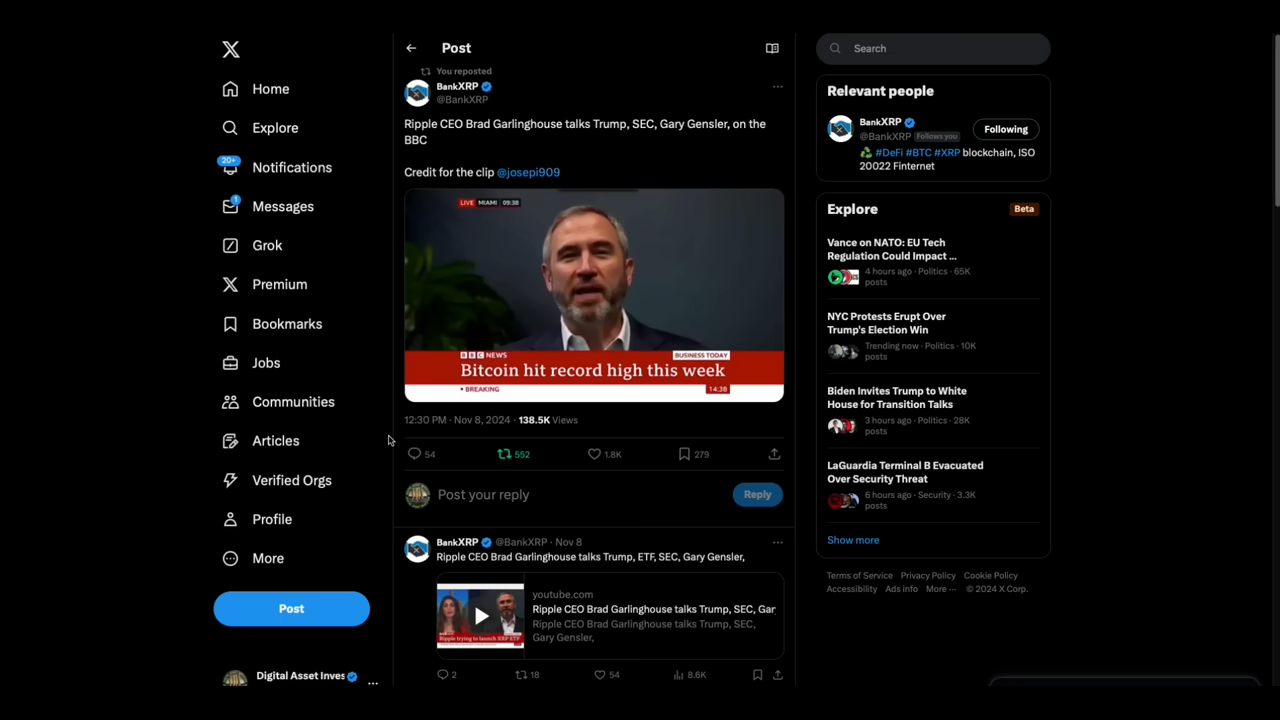 Home
Explore
20+
Notifications
1
Messages
Grok
Premium
Bookmarks
Jobs
Communities
Articles
Verified Orgs
Profile
More
Post
Digital Asset Inves
Post
You reposted
BankXRP
@BankXRP
Ripple CEO Brad Garlinghouse talks Trump, SEC, Gary Gensler, on the
BBC
Credit for the clip @josepi909
LIVE MIAMI 09:38
BBC NEWS
BUSINESS TODAY
Bitcoin hit record high this week
• BREAKING
14:38
12:30 PM · Nov 8, 2024 · 138.5K Views
54
552
1.8K
279
Post your reply
Reply
BankXRP @BankXRP · Nov 8
Ripple CEO Brad Garlinghouse talks Trump, ETF, SEC, Gary Gensler,
Ripple trying to launch XRP ETF
youtube.com
Ripple CEO Brad Garlinghouse talks Trump, SEC, Gar
Ripple CEO Brad Garlinghouse talks Trump, SEC,
Gary Gensler,
2
18
54
8.6K
Search
Relevant people
BankXRP
@BankXRP Follows you
Following
#DeFi #BTC #XRP blockchain, ISO
20022 Finternet
Explore
Beta
Vance on NATO: EU Tech
Regulation Could Impact ...
4 hours ago · Politics · 65K
posts
NYC Protests Erupt Over
Trump's Election Win
Trending now · Politics · 10K
posts
Biden Invites Trump to White
House for Transition Talks
3 hours ago · Politics · 28K
posts
LaGuardia Terminal B Evacuated
Over Security Threat
6 hours ago · Security · 3.3K
posts
Show more
Terms of Service Privacy Policy Cookie Policy
Accessibility Ads info More ··· © 2024 X Corp.